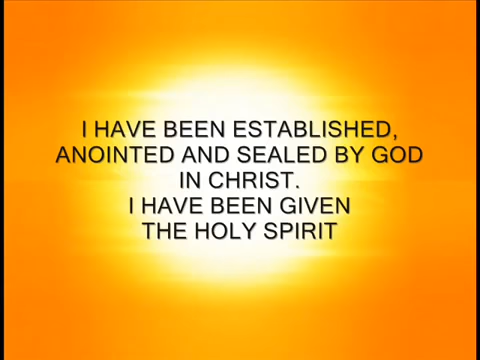 I HAVE BEEN ESTABLISHED,
ANOINTED AND SEALED BY GOD
IN CHRIST.
I HAVE BEEN GIVEN
THE HOLY SPIRIT